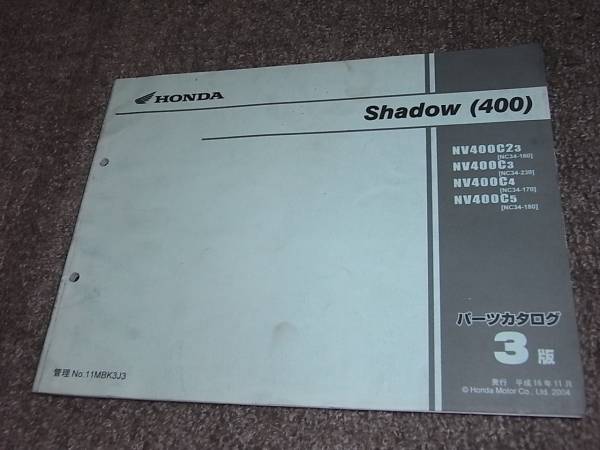 HONDA
Shadow (400)
NV400C23
[NC34-160]
NV400C3
[NC34-230]
NV400C4
[NC34-170]
NV400C5
[NC34-180]
パーツカタログ
3版
管理 No.11MBK3J3
発行 平成16年11月
© Honda Motor Co., Ltd. 2004